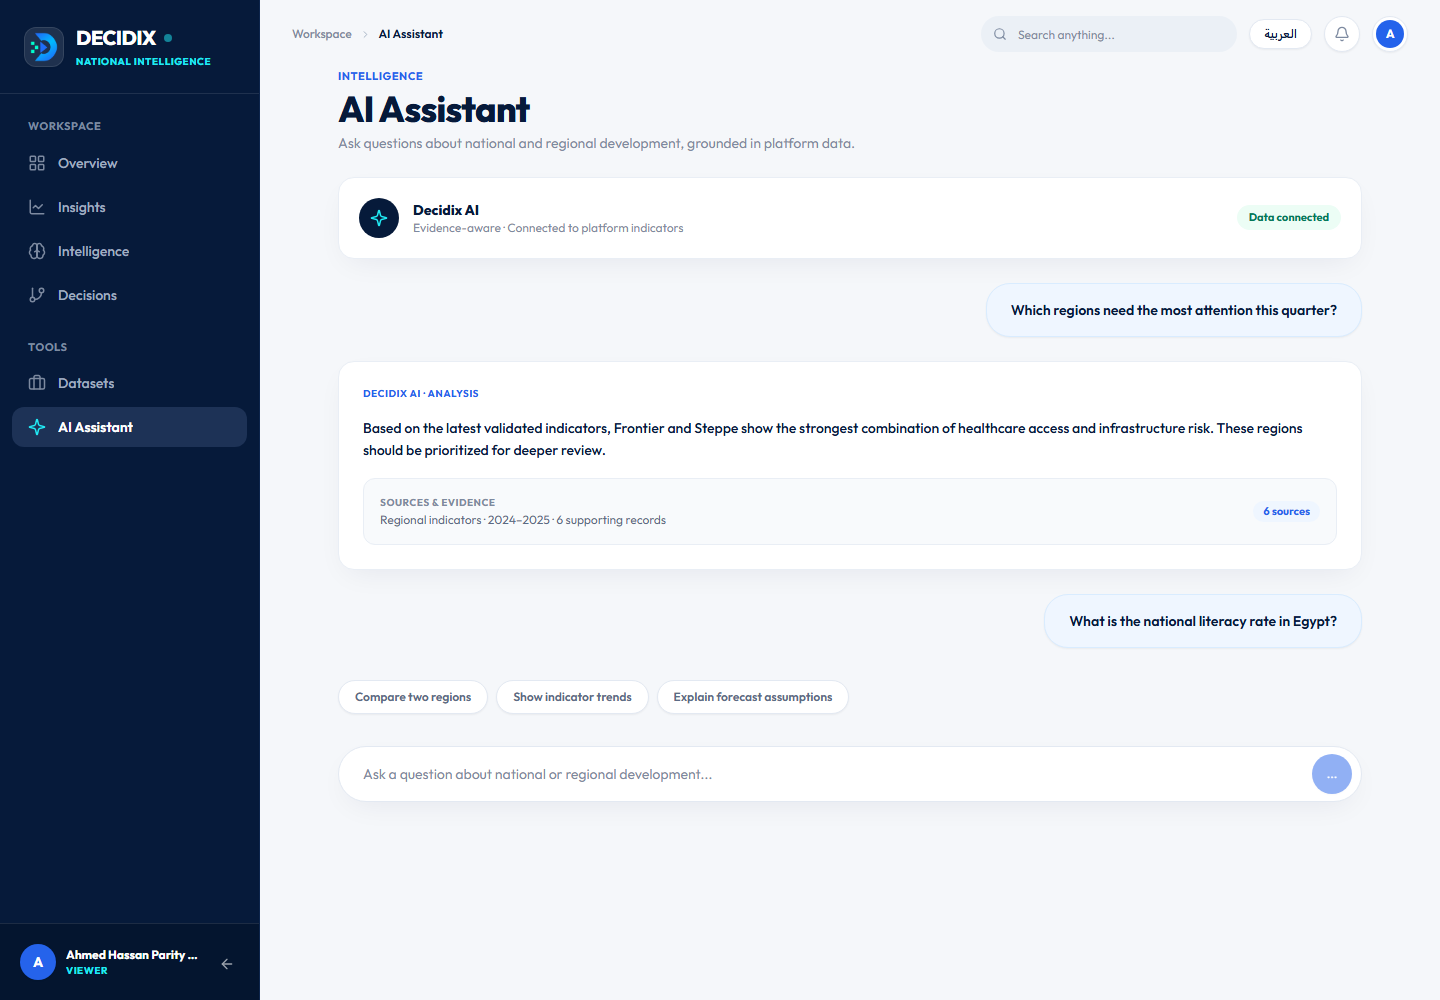 DECIDIX
NATIONAL INTELLIGENCE
WORKSPACE
Overview
Insights
Intelligence
Decisions
TOOLS
Datasets
AI Assistant
A
Ahmed Hassan Parity ...
VIEWER
Workspace
AI Assistant
Search anything...
العربية
A
INTELLIGENCE
AI Assistant
Ask questions about national and regional development, grounded in platform data.
Decidix AI
Evidence-aware · Connected to platform indicators
Data connected
Which regions need the most attention this quarter?
DECIDIX AI · ANALYSIS
Based on the latest validated indicators, Frontier and Steppe show the strongest combination of healthcare access and infrastructure risk. These regions
should be prioritized for deeper review.
SOURCES & EVIDENCE
Regional indicators · 2024–2025 · 6 supporting records
6 sources
What is the national literacy rate in Egypt?
Compare two regions
Show indicator trends
Explain forecast assumptions
Ask a question about national or regional development...
...